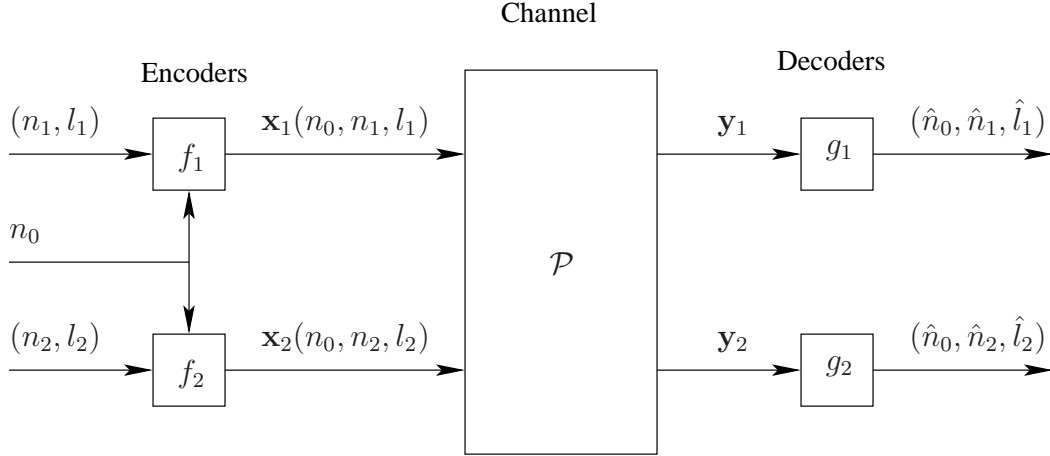 Channel
Encoders
Decoders
(n₁, l₁)
f₁
𝐱₁(n₀, n₁, l₁)
𝐲₁
g₁
(n̂₀, n̂₁, l̂₁)
n₀
𝒫
(n₂, l₂)
f₂
𝐱₂(n₀, n₂, l₂)
𝐲₂
g₂
(n̂₀, n̂₂, l̂₂)